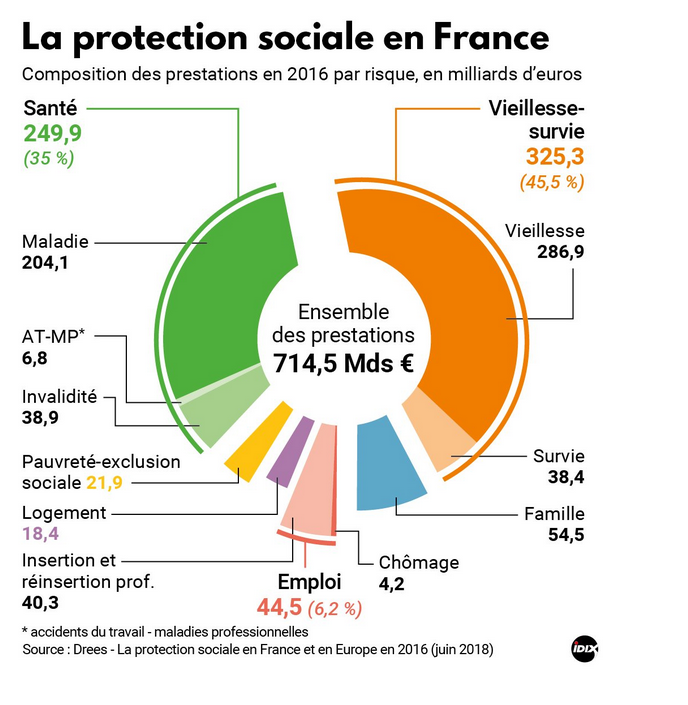 La protection sociale en France
Composition des prestations en 2016 par risque, en milliards d’euros
Santé
249,9
(35 %)
Vieillesse-
survie
325,3
(45,5 %)
Maladie
204,1
Vieillesse
286,9
AT-MP*
6,8
Invalidité
38,9
Ensemble
des prestations
714,5 Mds €
Pauvreté-exclusion
sociale 21,9
Logement
18,4
Insertion et
réinsertion prof.
40,3
Survie
38,4
Famille
54,5
Chômage
4,2
Emploi
44,5 (6,2 %)
* accidents du travail - maladies professionnelles
Source : Drees - La protection sociale en France et en Europe en 2016 (juin 2018)
iDIX